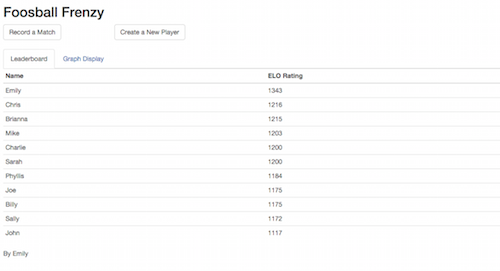 Foosball Frenzy
Record a Match Create a New Player
Leaderboard Graph Display
Name ELO Rating
Emily 1343
Chris 1216
Brianna 1215
Mike 1203
Charlie 1200
Sarah 1200
Phyllis 1184
Joe 1175
Billy 1175
Sally 1172
John 1117
By Emily